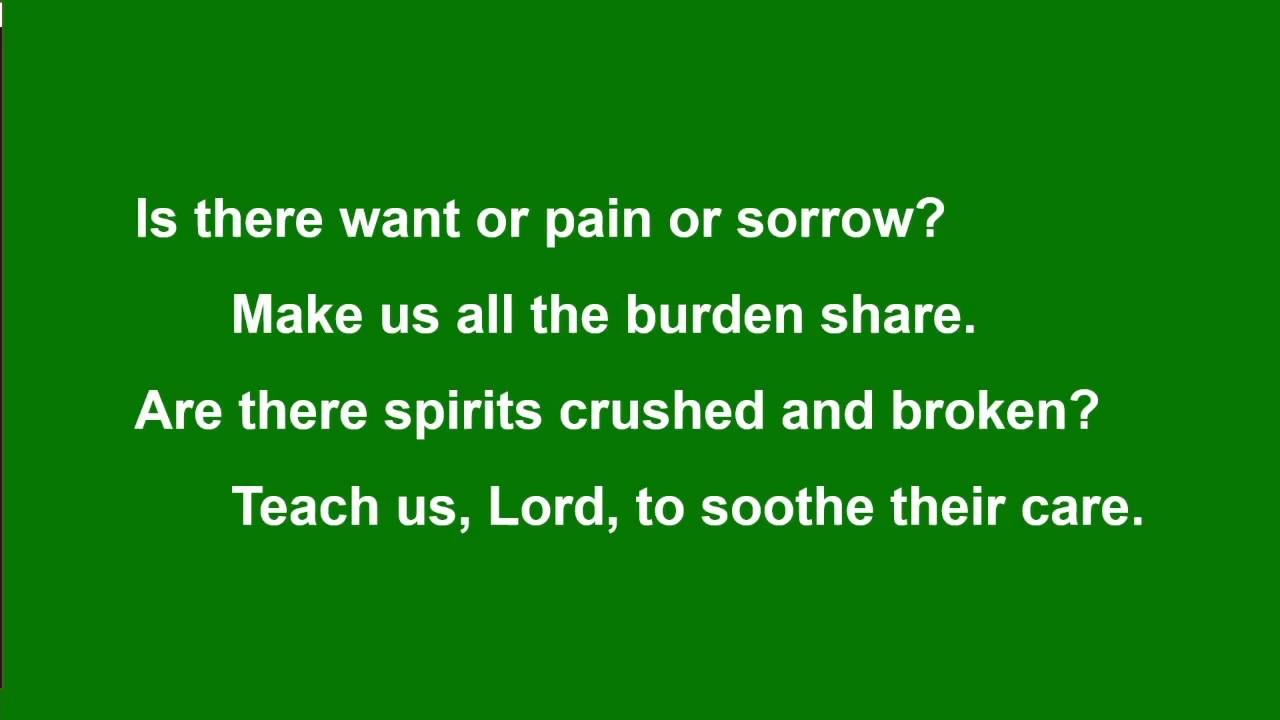 Is there want or pain or sorrow?
Make us all the burden share.
Are there spirits crushed and broken?
Teach us, Lord, to soothe their care.